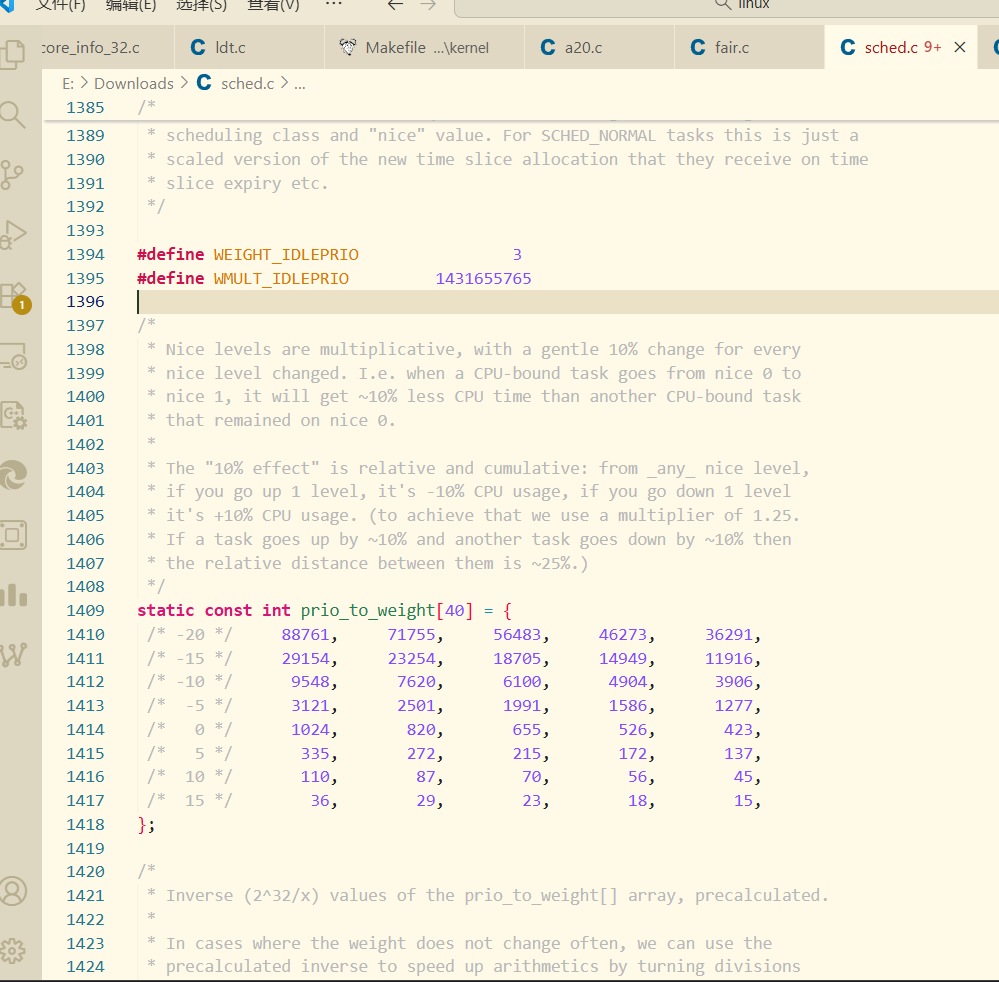 文件(F) 编辑(E) 选择(S) 查看(V) ··· ← → linux
core_info_32.c C ldt.c Makefile ...\kernel C a20.c C fair.c C sched.c 9+ ×
E: > Downloads > C sched.c > ...
1385 /*
1389 * scheduling class and "nice" value. For SCHED_NORMAL tasks this is just a
1390 * scaled version of the new time slice allocation that they receive on time
1391 * slice expiry etc.
1392 */
1393
1394 #define WEIGHT_IDLEPRIO 3
1395 #define WMULT_IDLEPRIO 1431655765
1396
1397 /*
1398 * Nice levels are multiplicative, with a gentle 10% change for every
1399 * nice level changed. I.e. when a CPU-bound task goes from nice 0 to
1400 * nice 1, it will get ~10% less CPU time than another CPU-bound task
1401 * that remained on nice 0.
1402 *
1403 * The "10% effect" is relative and cumulative: from _any_ nice level,
1404 * if you go up 1 level, it's -10% CPU usage, if you go down 1 level
1405 * it's +10% CPU usage. (to achieve that we use a multiplier of 1.25.
1406 * If a task goes up by ~10% and another task goes down by ~10% then
1407 * the relative distance between them is ~25%.)
1408 */
1409 static const int prio_to_weight[40] = {
1410 /* -20 */ 88761, 71755, 56483, 46273, 36291,
1411 /* -15 */ 29154, 23254, 18705, 14949, 11916,
1412 /* -10 */ 9548, 7620, 6100, 4904, 3906,
1413 /* -5 */ 3121, 2501, 1991, 1586, 1277,
1414 /* 0 */ 1024, 820, 655, 526, 423,
1415 /* 5 */ 335, 272, 215, 172, 137,
1416 /* 10 */ 110, 87, 70, 56, 45,
1417 /* 15 */ 36, 29, 23, 18, 15,
1418 };
1419
1420 /*
1421 * Inverse (2^32/x) values of the prio_to_weight[] array, precalculated.
1422 *
1423 * In cases where the weight does not change often, we can use the
1424 * precalculated inverse to speed up arithmetics by turning divisions
1